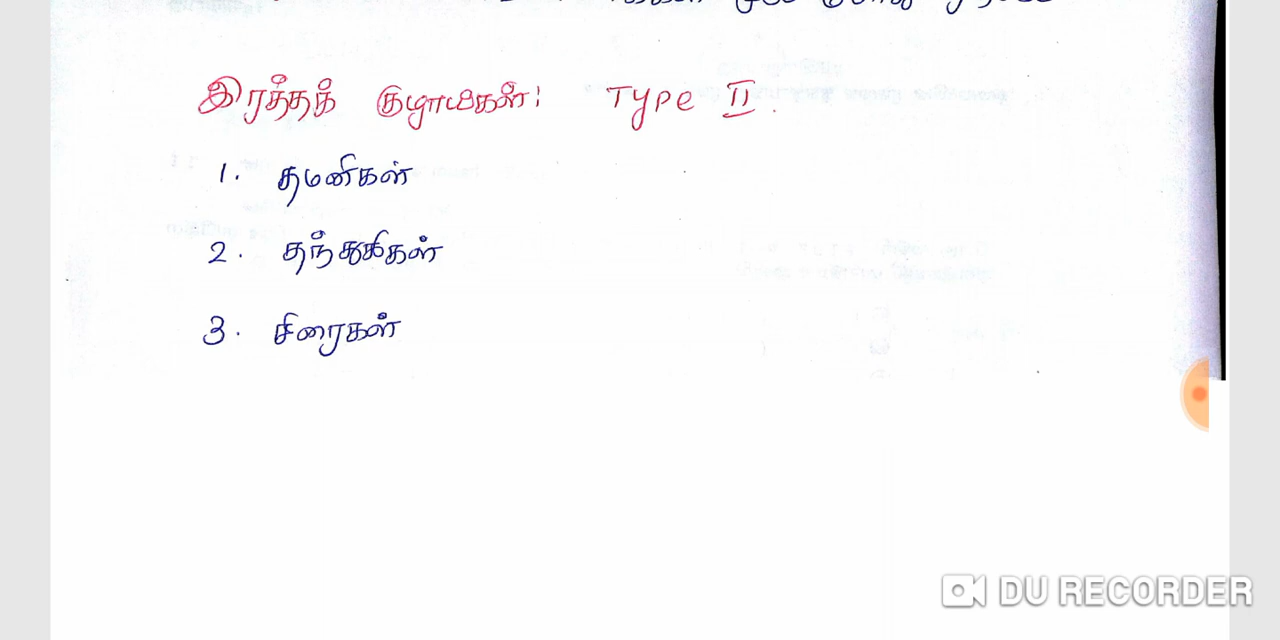 இரத்தக் குழாய்கள்: Type II.
1. தமனிகள்
2. தந்துகிகள்
3. சிரைகள்
DU RECORDER